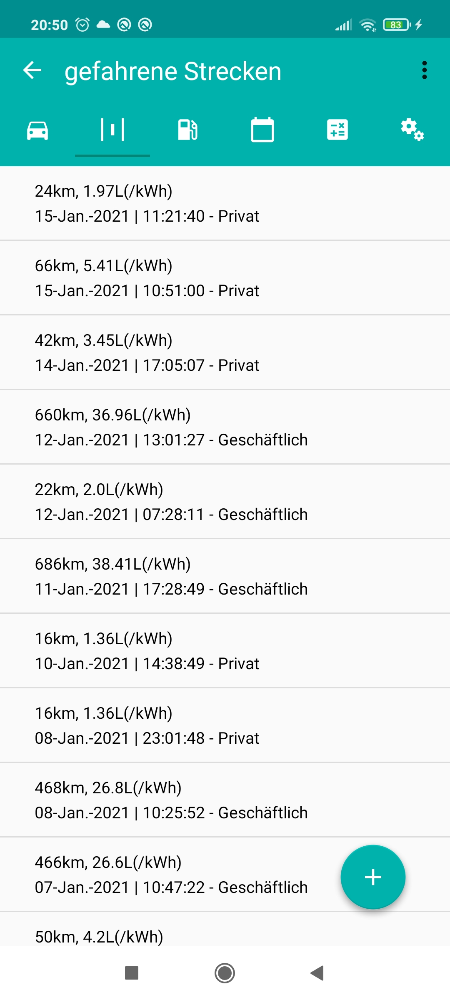 20:50
83
gefahrene Strecken
24km, 1.97L(/kWh)
15-Jan.-2021 | 11:21:40 - Privat
66km, 5.41L(/kWh)
15-Jan.-2021 | 10:51:00 - Privat
42km, 3.45L(/kWh)
14-Jan.-2021 | 17:05:07 - Privat
660km, 36.96L(/kWh)
12-Jan.-2021 | 13:01:27 - Geschäftlich
22km, 2.0L(/kWh)
12-Jan.-2021 | 07:28:11 - Geschäftlich
686km, 38.41L(/kWh)
11-Jan.-2021 | 17:28:49 - Geschäftlich
16km, 1.36L(/kWh)
10-Jan.-2021 | 14:38:49 - Privat
16km, 1.36L(/kWh)
08-Jan.-2021 | 23:01:48 - Privat
468km, 26.8L(/kWh)
08-Jan.-2021 | 10:25:52 - Geschäftlich
466km, 26.6L(/kWh)
07-Jan.-2021 | 10:47:22 - Geschäftlich
50km, 4.2L(/kWh)